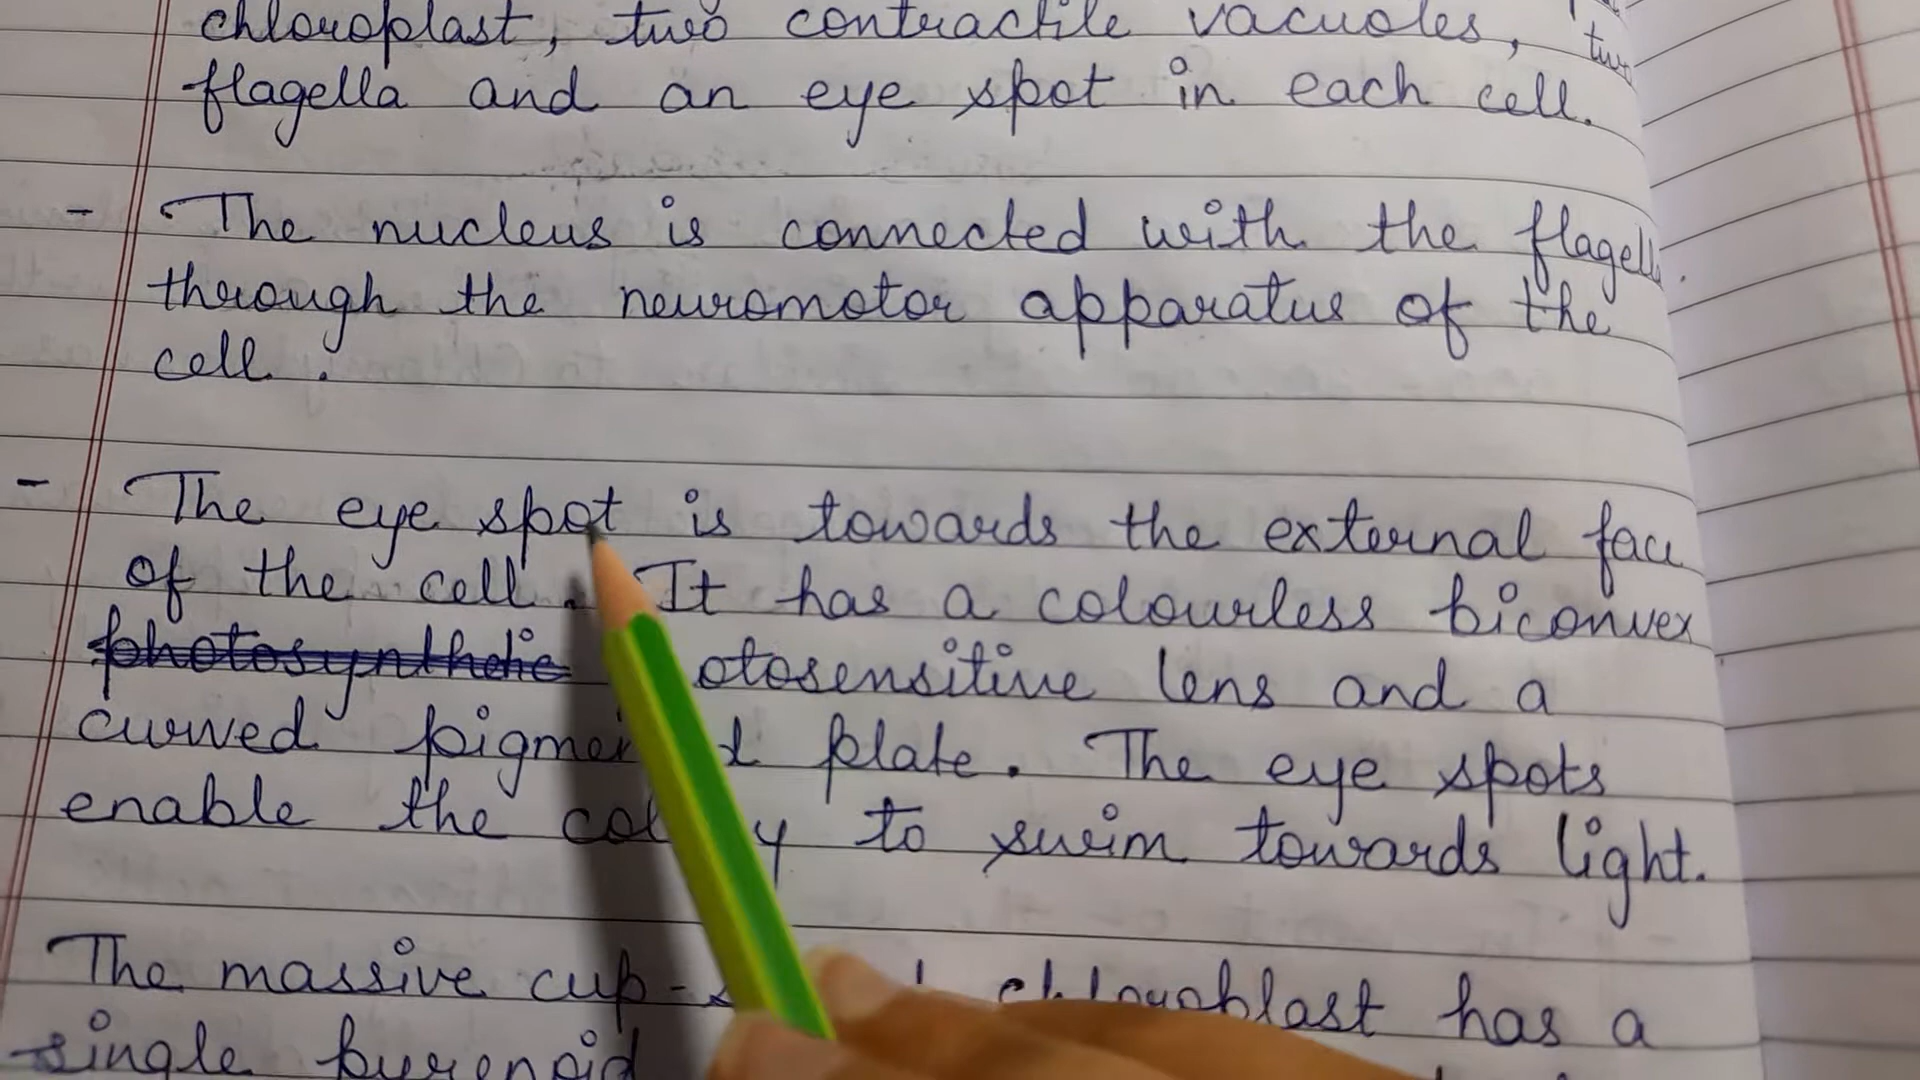 chloroplast, two contractile vacuoles, two
flagella and an eye spot in each cell.
- The nucleus is connected with the flagell
through the neuromotor apparatus of the
cell.
- The eye spot is towards the external face
of the cell. It has a colourless biconvex
photosynthetic otosensitive lens and a
curved pigme d plate. The eye spots
enable the col y to swim towards light.
The massive cup- chloroplast has a
single pyrenoid